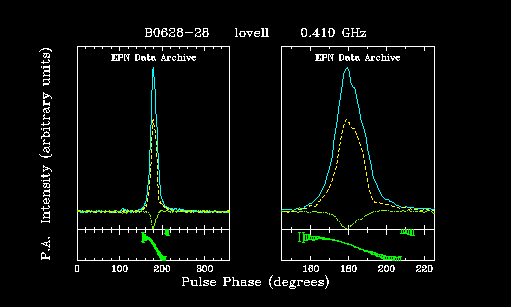 B0628-28 lovell 0.410 GHz
EPN Data Archive EPN Data Archive
P.A. Intensity (arbitrary units)
0 100 200 300 160 180 200 220
Pulse Phase (degrees)